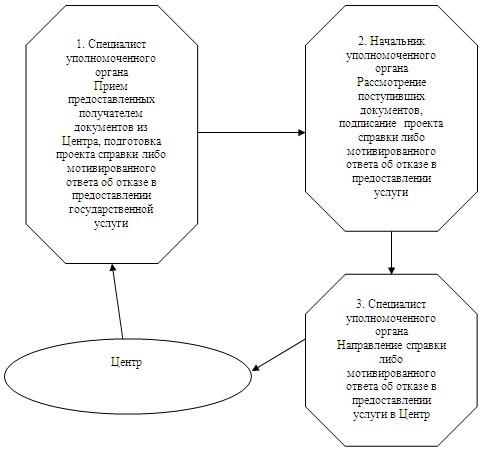 1. Специалист
уполномоченного
органа
Прием
предоставленных
получателем
документов из
Центра, подготовка
проекта справки либо
мотивированного
ответа об отказе в
предоставлении
государственной
услуги
2. Начальник
уполномоченного
органа
Рассмотрение
поступивших
документов,
подписание проекта
справки либо
мотивированного
ответа об отказе в
предоставлении
услуги
3. Специалист
уполномоченного
органа
Направление справки
либо
мотивированного
ответа об отказе в
предоставлении
услуги в Центр
Центр